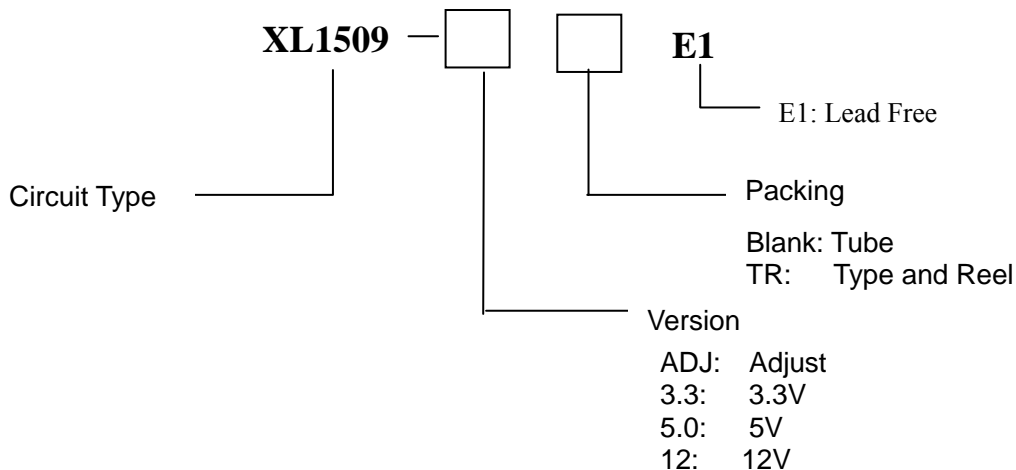 XL1509 — E1
E1: Lead Free
Circuit Type
Packing
Blank: Tube
TR: Type and Reel
Version
ADJ: Adjust
3.3: 3.3V
5.0: 5V
12: 12V